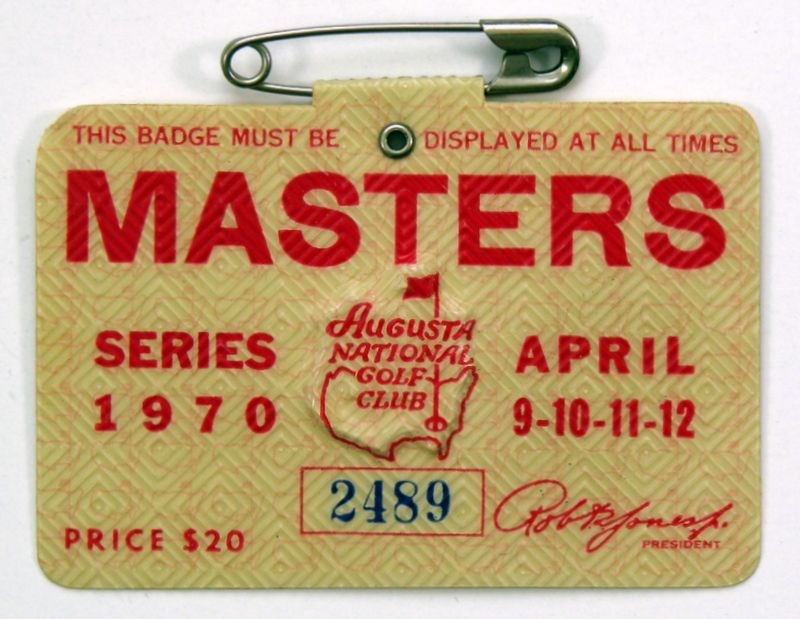 THIS BADGE MUST BE DISPLAYED AT ALL TIMES
MASTERS
AUGUSTA
NATIONAL
GOLF
CLUB
SERIES
1970
APRIL
9-10-11-12
2489
PRICE $20
Robt T Jones Jr.
PRESIDENT